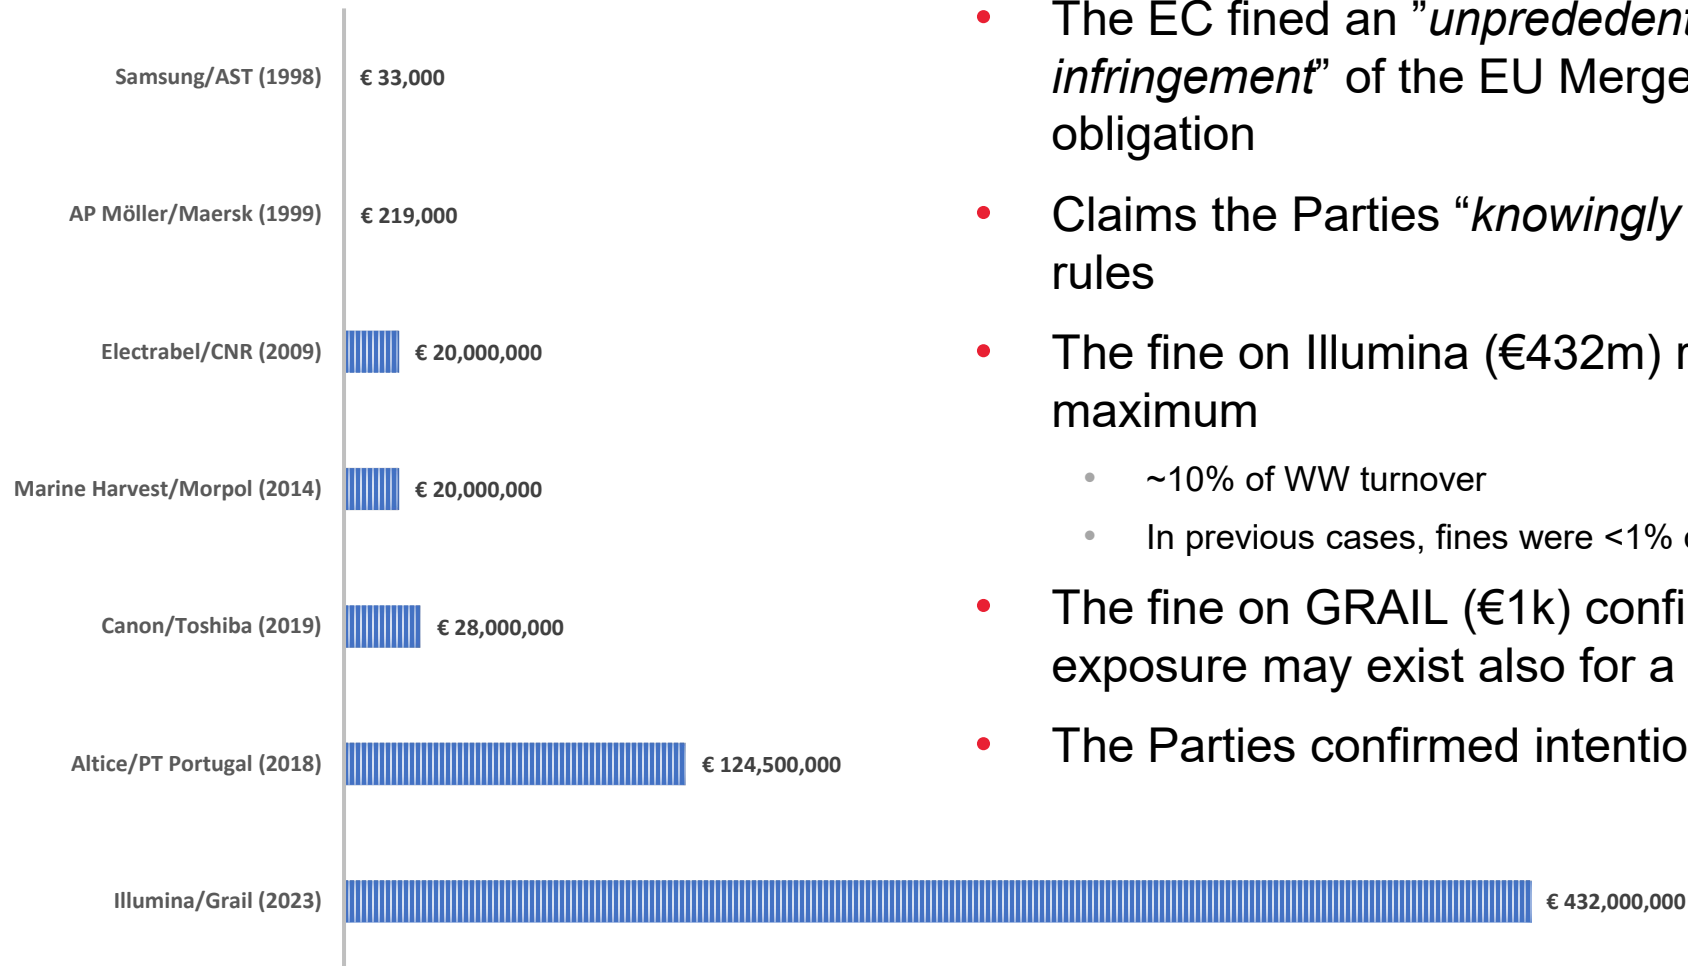 Samsung/AST (1998) € 33,000
AP Möller/Maersk (1999) € 219,000
Electrabel/CNR (2009) € 20,000,000
Marine Harvest/Morpol (2014) € 20,000,000
Canon/Toshiba (2019) € 28,000,000
Altice/PT Portugal (2018) € 124,500,000
Illumina/Grail (2023) € 432,000,000
• The EC fined an ”unprededent
infringement” of the EU Merge
obligation
• Claims the Parties “knowingly
rules
• The fine on Illumina (€432m)
maximum
• ~10% of WW turnover
• In previous cases, fines were <1%
• The fine on GRAIL (€1k) confi
exposure may exist also for a
• The Parties confirmed intentio